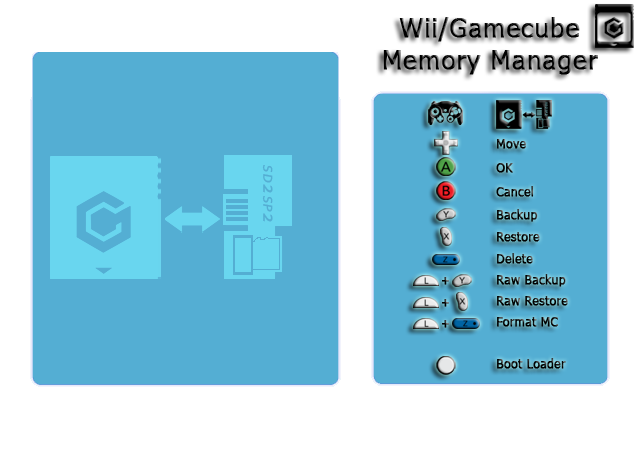 Wii/Gamecube
Memory Manager
SD2SP2
Move
A OK
B Cancel
Y Backup
X Restore
Z Delete
L + Y Raw Backup
L + X Raw Restore
L + Z Format MC
Boot Loader